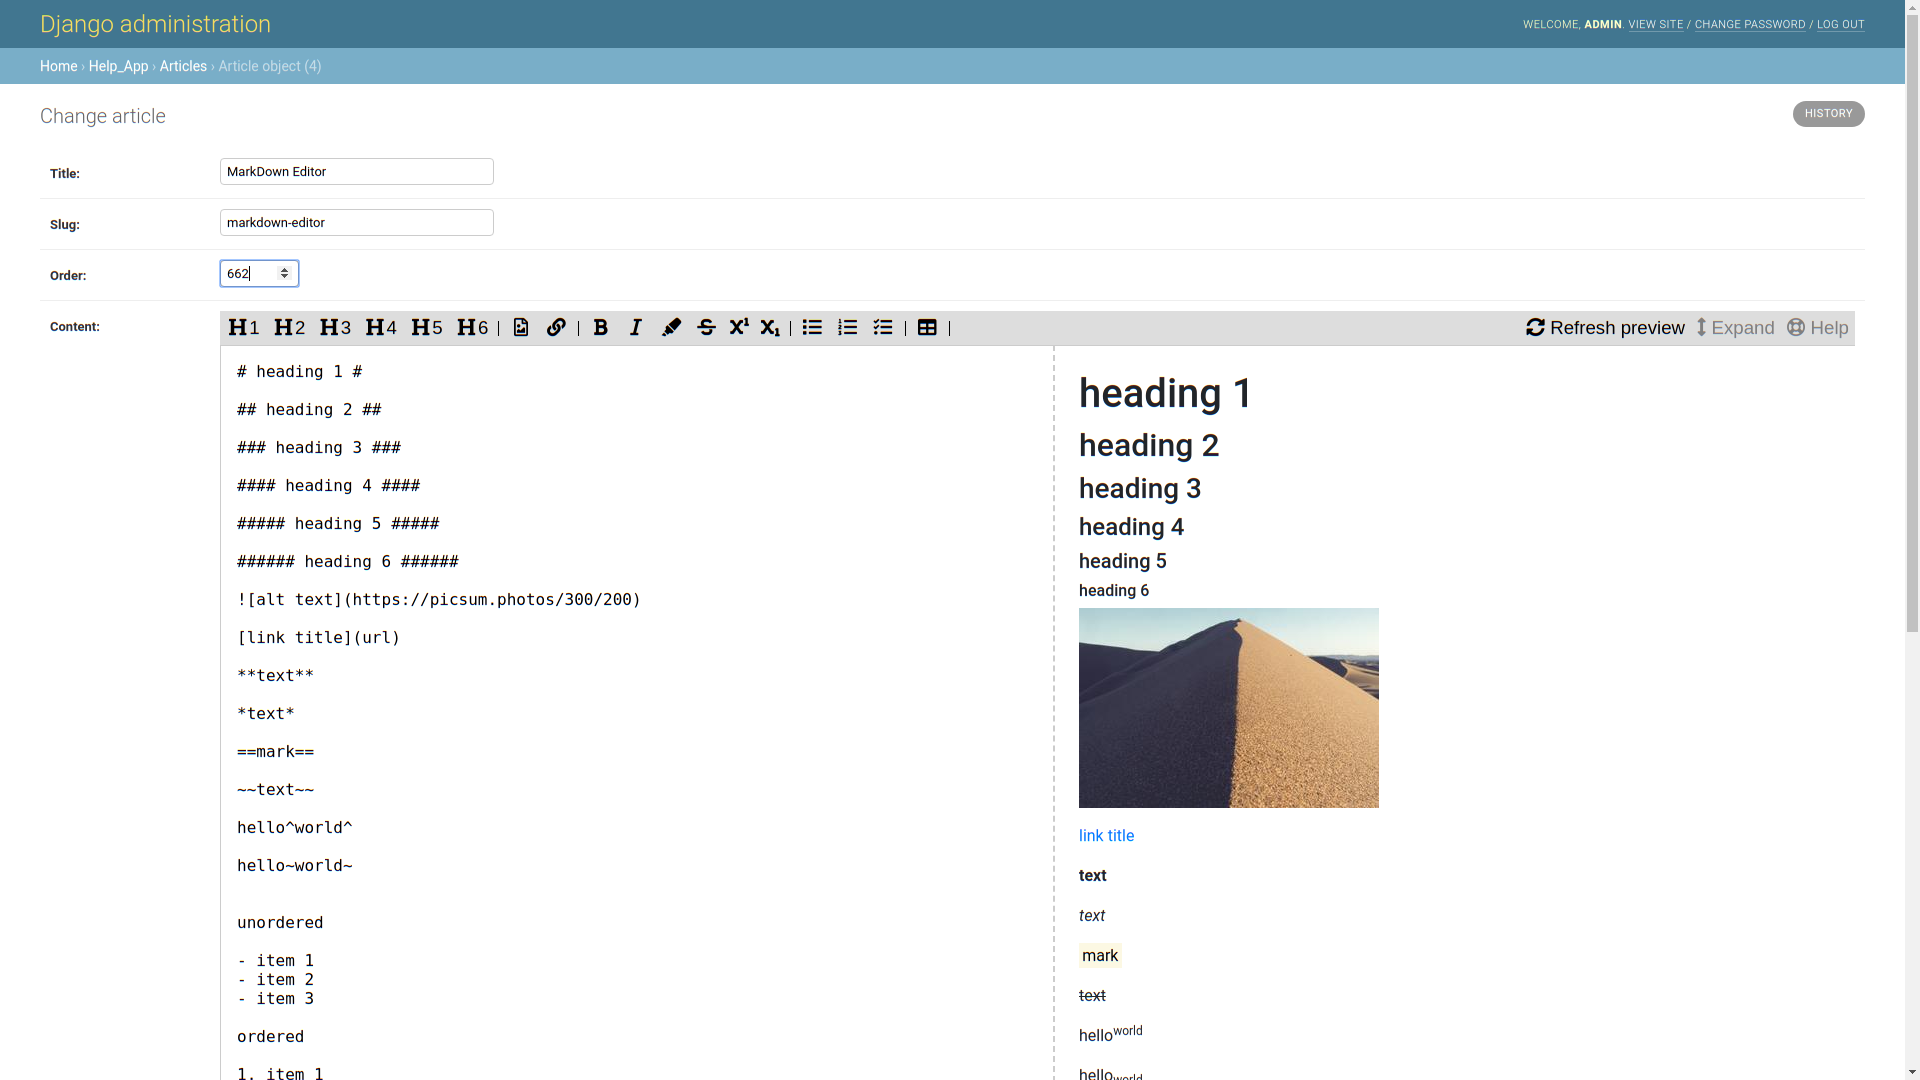 Django administration
WELCOME, ADMIN. VIEW SITE / CHANGE PASSWORD / LOG OUT
Home › Help_App › Articles › Article object (4)
Change article
HISTORY
Title:
MarkDown Editor
Slug:
markdown-editor
Order:
662
Content:
H1 H2 H3 H4 H5 H6 | | B I S X¹ X₁ | | |
Refresh preview Expand Help
# heading 1 #
## heading 2 ##
### heading 3 ###
#### heading 4 ####
##### heading 5 #####
###### heading 6 ######
![alt text](https://picsum.photos/300/200)
[link title](url)
**text**
*text*
==mark==
~~text~~
hello^world^
hello~world~
unordered
- item 1
- item 2
- item 3
ordered
1. item 1
heading 1
heading 2
heading 3
heading 4
heading 5
heading 6
link title
text
text
mark
text
helloworld
helloworld